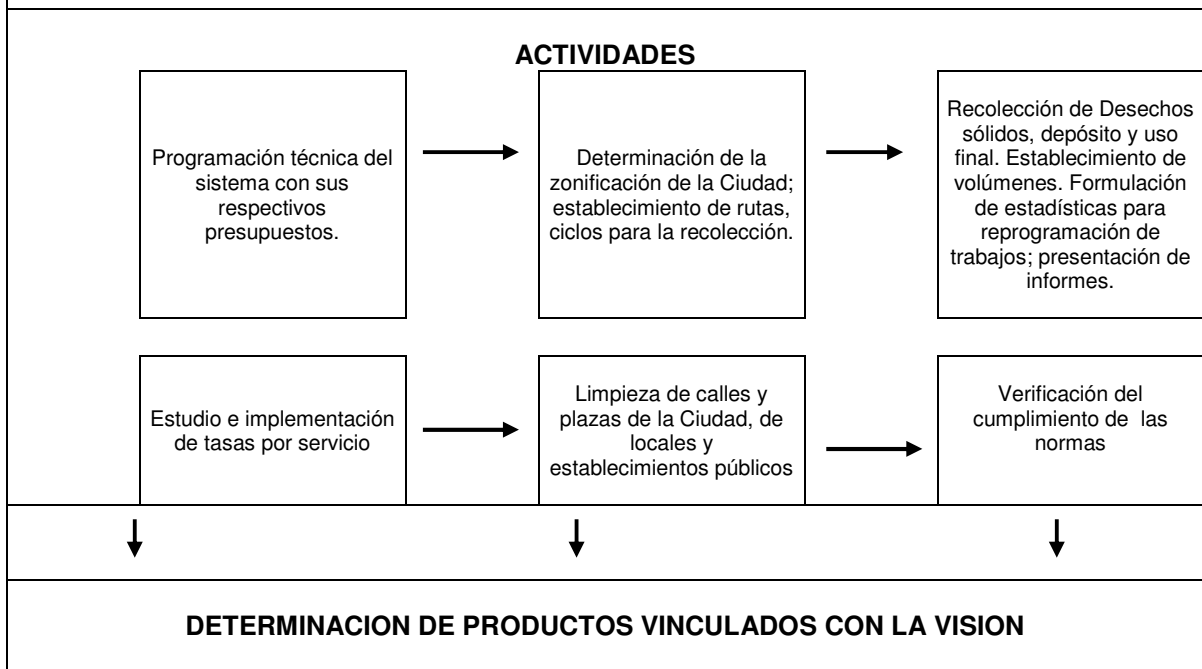 ACTIVIDADES
Programación técnica del
sistema con sus
respectivos
presupuestos.
Determinación de la
zonificación de la Ciudad;
establecimiento de rutas,
ciclos para la recolección.
Recolección de Desechos
sólidos, depósito y uso
final. Establecimiento de
volúmenes. Formulación
de estadísticas para
reprogramación de
trabajos; presentación de
informes.
Estudio e implementación
de tasas por servicio
Limpieza de calles y
plazas de la Ciudad, de
locales y
establecimientos públicos
Verificación del
cumplimiento de las
normas
DETERMINACION DE PRODUCTOS VINCULADOS CON LA VISION